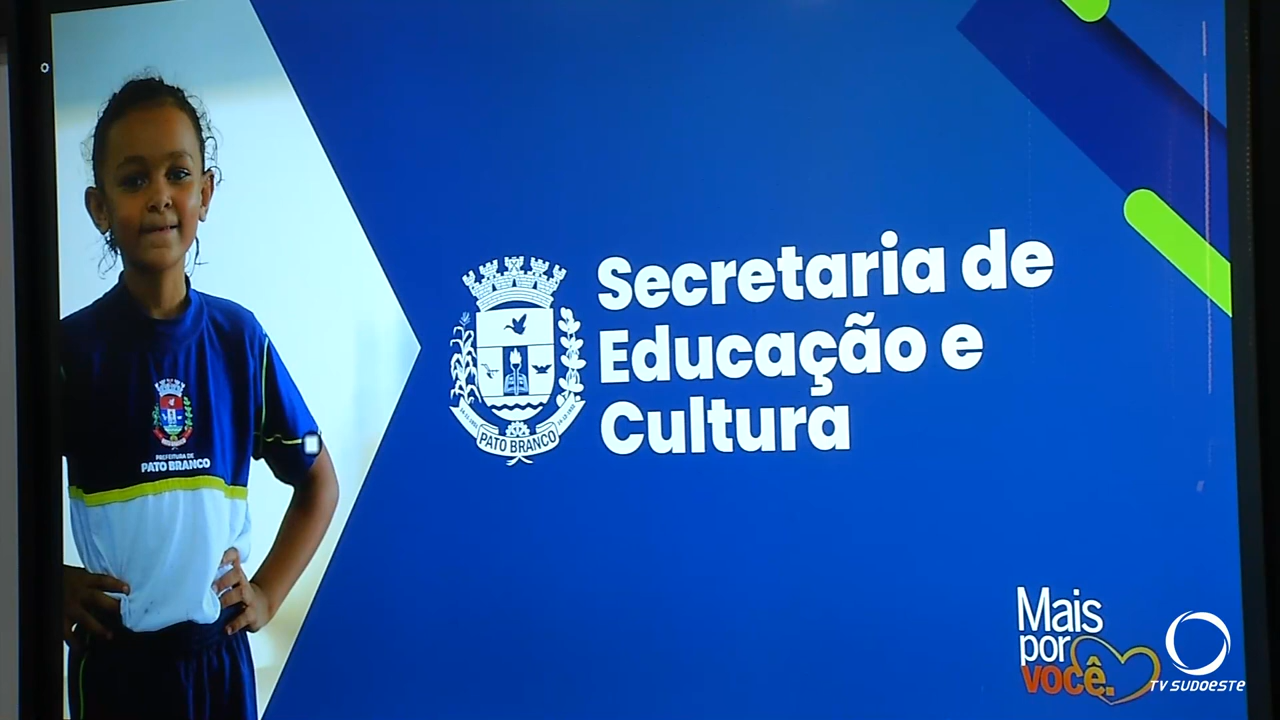 PREFEITURA DE
PATO BRANCO
Secretaria de
Educação e
Cultura
PATO BRANCO
Mais
por
você.
TV SUDOESTE